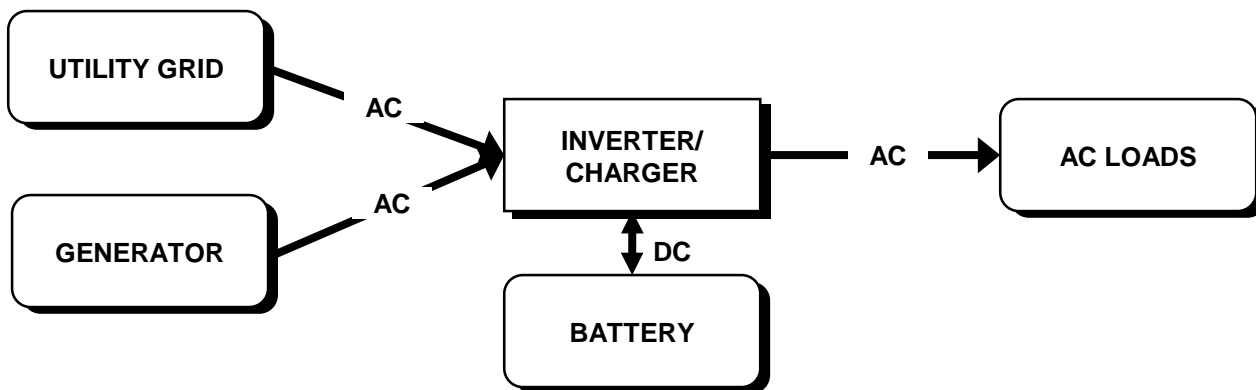 UTILITY GRID
AC
INVERTER/
CHARGER
AC
AC LOADS
AC
GENERATOR
DC
BATTERY